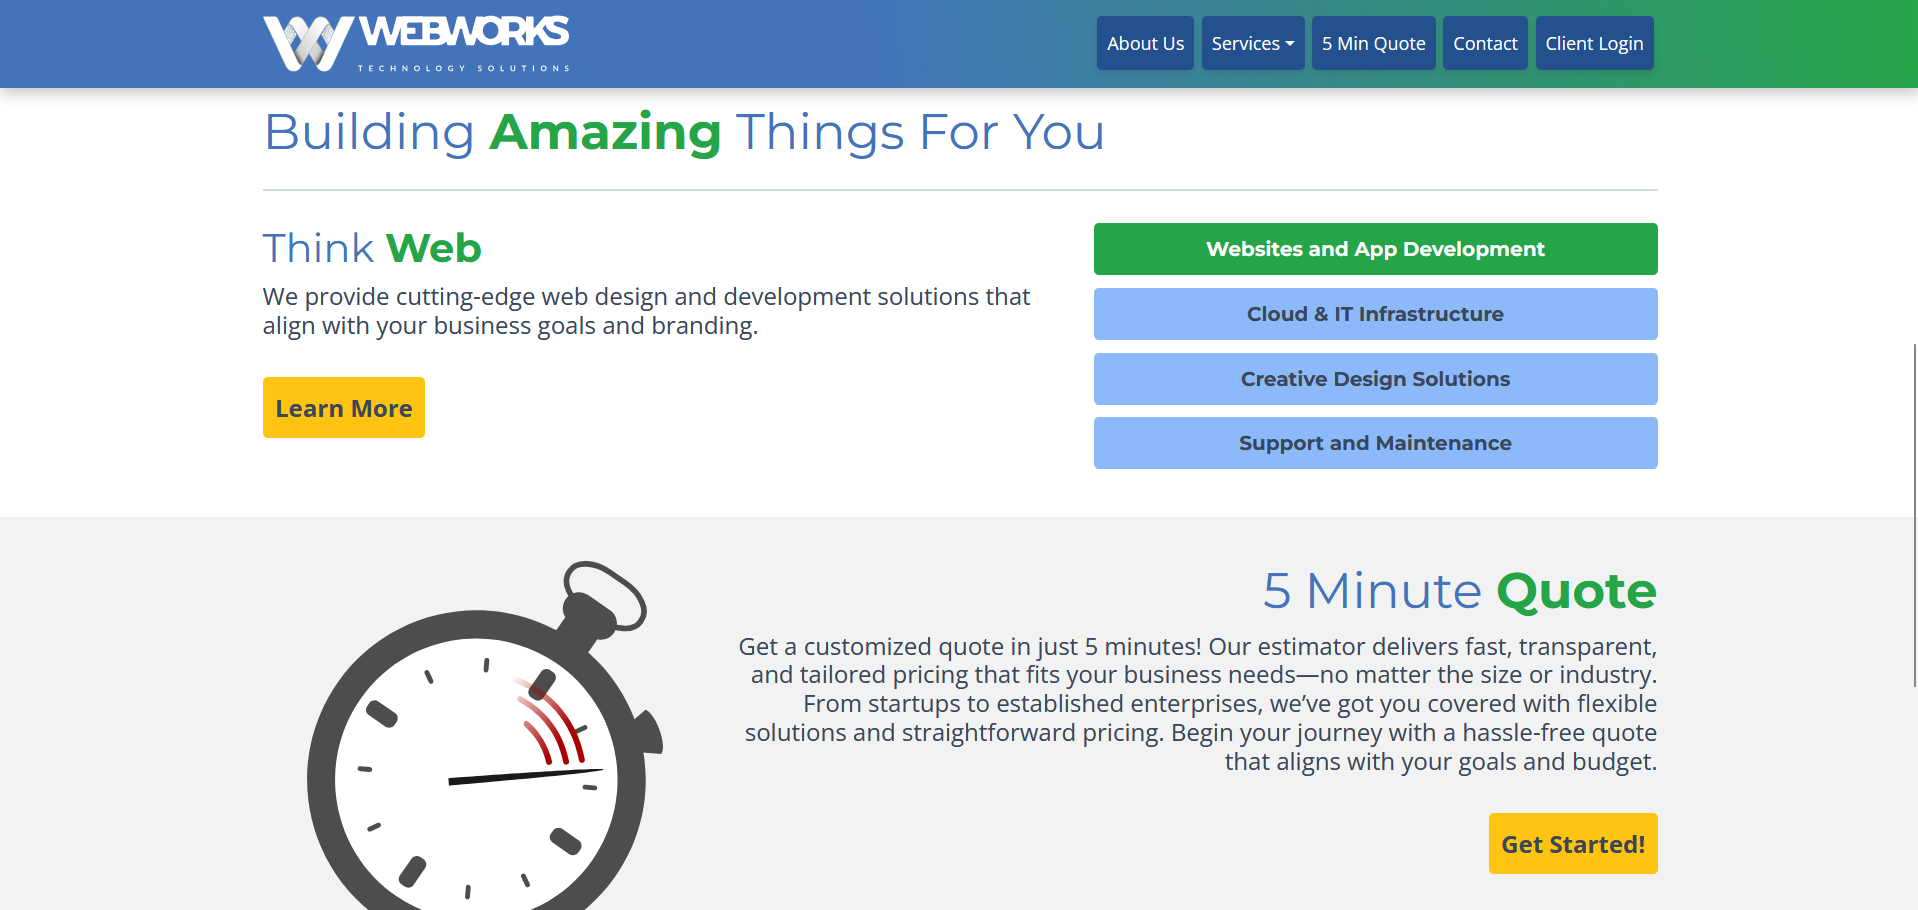 WEBWORKS
TECHNOLOGY SOLUTIONS
About Us
Services
5 Min Quote
Contact
Client Login
Building Amazing Things For You
Think Web
We provide cutting-edge web design and development solutions that
align with your business goals and branding.
Learn More
Websites and App Development
Cloud & IT Infrastructure
Creative Design Solutions
Support and Maintenance
5 Minute Quote
Get a customized quote in just 5 minutes! Our estimator delivers fast, transparent,
and tailored pricing that fits your business needs—no matter the size or industry.
From startups to established enterprises, we’ve got you covered with flexible
solutions and straightforward pricing. Begin your journey with a hassle-free quote
that aligns with your goals and budget.
Get Started!